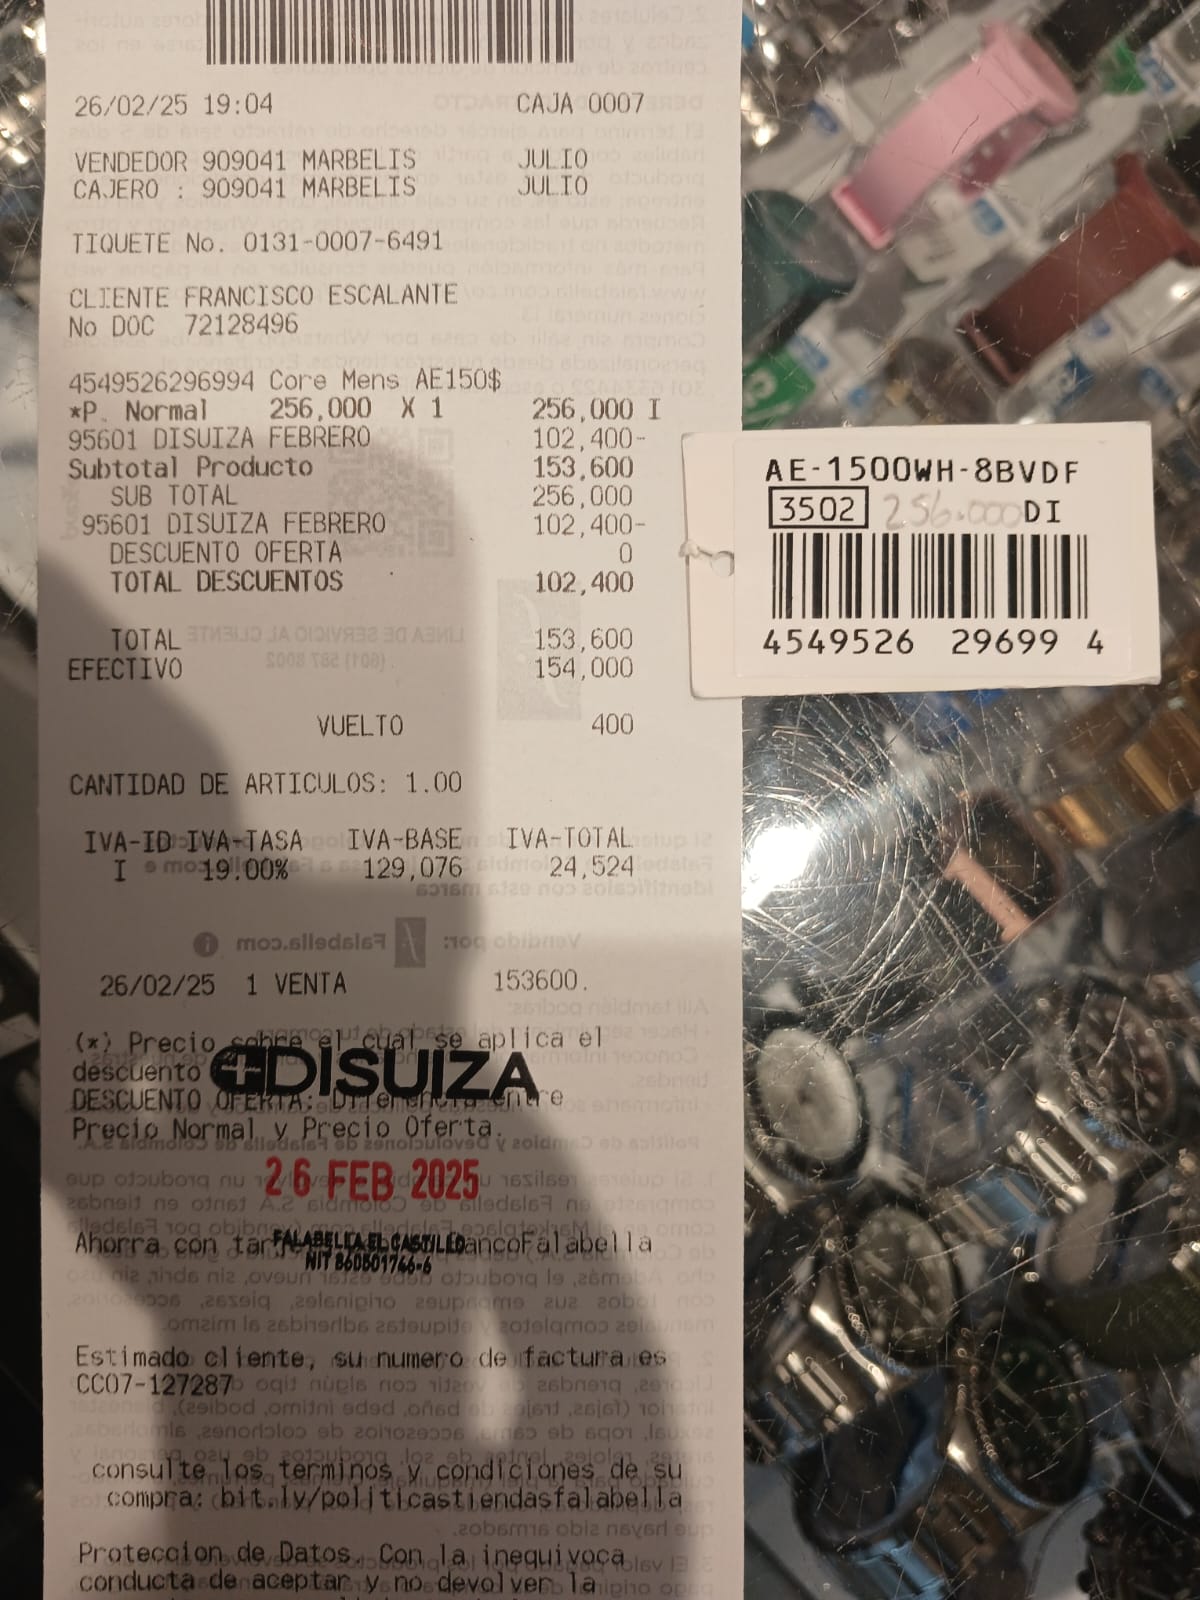 26/02/25 19:04 CAJA 0007
VENDEDOR 909041 MARBELIS JULIO
CAJERO : 909041 MARBELIS JULIO
TIQUETE No. 0131-0007-6491
CLIENTE FRANCISCO ESCALANTE
No DOC 72128496
4549526296994 Core Mens AE150$
*P. Normal 256,000 X 1 256,000 I
95601 DISUIZA FEBRERO 102,400-
Subtotal Producto 153,600
SUB TOTAL 256,000
95601 DISUIZA FEBRERO 102,400-
DESCUENTO OFERTA 0
TOTAL DESCUENTOS 102,400
TOTAL 153,600
EFECTIVO 154,000
VUELTO 400
CANTIDAD DE ARTICULOS: 1.00
IVA-ID IVA-TASA IVA-BASE IVA-TOTAL
I 19.00% 129,076 24,524
26/02/25 1 VENTA 153600.
(*) Precio sobre el cual se aplica el
descuento
DISUIZA
DESCUENTO OFERTA: Diferencia entre
Precio Normal y Precio Oferta.
26 FEB 2025
Ahorra con BancoFalabella
FALABELLA EL CASTILLO
NIT 860501766-6
Estimado cliente, su numero de factura es
CC07-127287
consulte los terminos y condiciones de su
compra: bit.ly/politicastiendasfalabella
Proteccion de Datos. Con la inequivoca
conducta de aceptar y no devolver la
AE-1500WH-8BVDF
3502 256.000 DI
4549526 29699 4